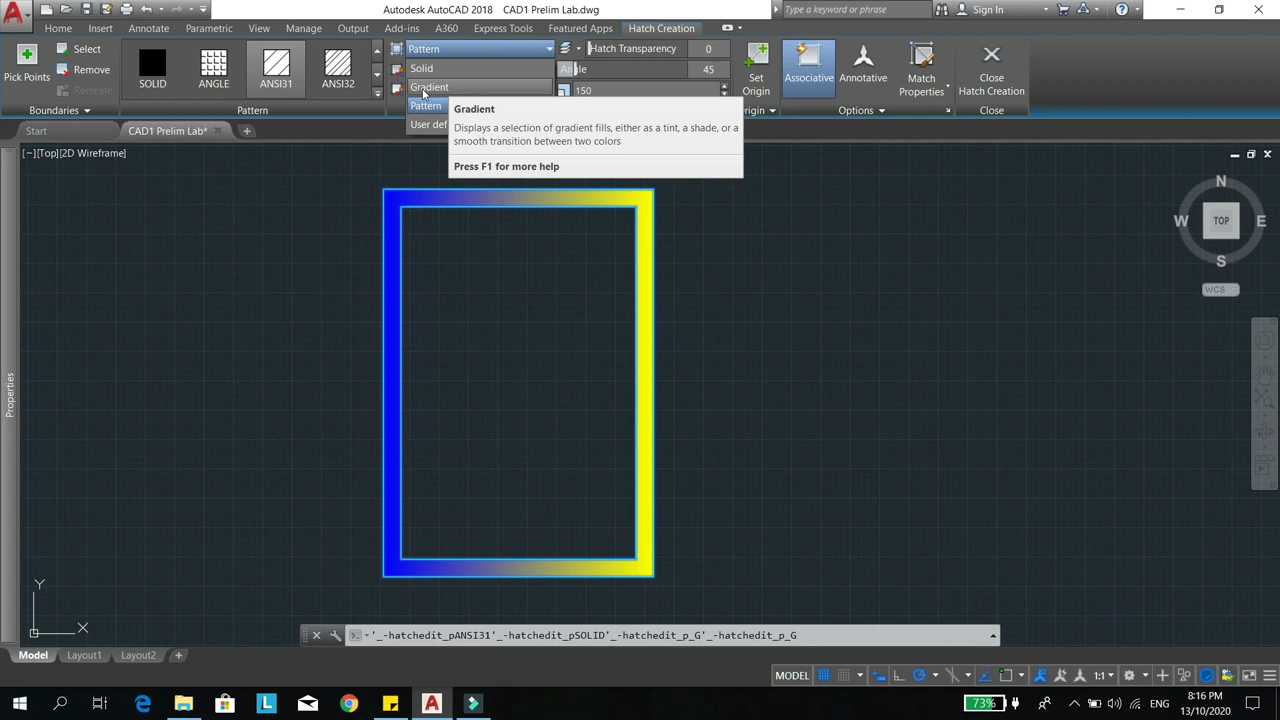 Autodesk AutoCAD 2018 CAD1 Prelim Lab.dwg
Type a keyword or phrase
Sign In
Home Insert Annotate Parametric View Manage Output Add-ins A360 Express Tools Featured Apps Hatch Creation
Pick Points
Select
Remove
Recreate
Boundaries
SOLID
ANGLE
ANSI31
ANSI32
Pattern
Pattern
Solid
Gradient
Pattern
User def
Hatch Transparency 0
Angle 45
150
Gradient
Displays a selection of gradient fills, either as a tint, a shade, or a
smooth transition between two colors
Press F1 for more help
Set
Origin
Origin
Associative
Annotative
Match
Properties
Options
Close
Hatch Creation
Close
Start
CAD1 Prelim Lab*
[−][Top][2D Wireframe]
N
W
TOP
E
S
WCS
Properties
Y
X
'_-hatchedit_pANSI31'_-hatchedit_pSOLID'_-hatchedit_p_G'_-hatchedit_p_G
Model Layout1 Layout2
MODEL
1:1
73%
8:16 PM
13/10/2020